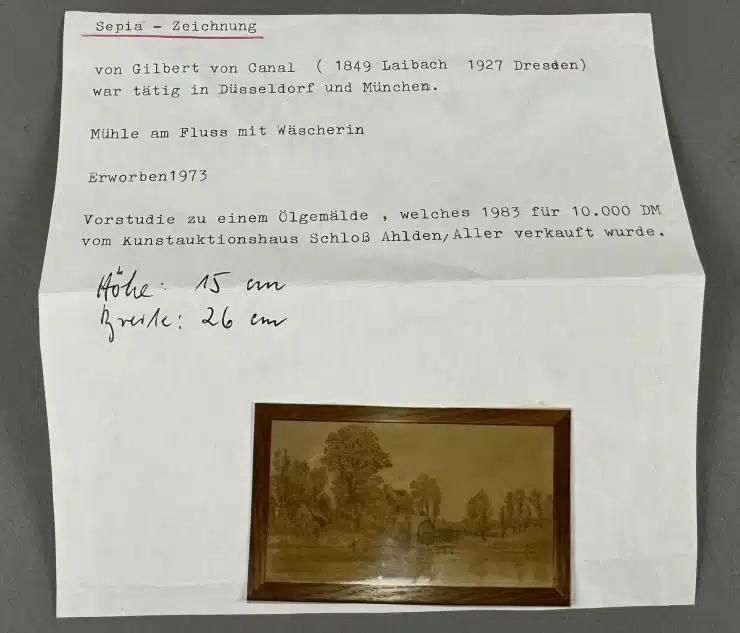 Sepia - Zeichnung
von Gilbert von Canal ( 1849 Laibach 1927 Dresden)
war tätig in Düsseldorf und München.
Mühle am Fluss mit Wäscherin
Erworben1973
Vorstudie zu einem Ölgemälde , welches 1983 für 10.000 DM
vom Kunstauktionshaus Schloß Ahlden/Aller verkauft wurde.
Höhe: 15 cm
Breite: 26 cm